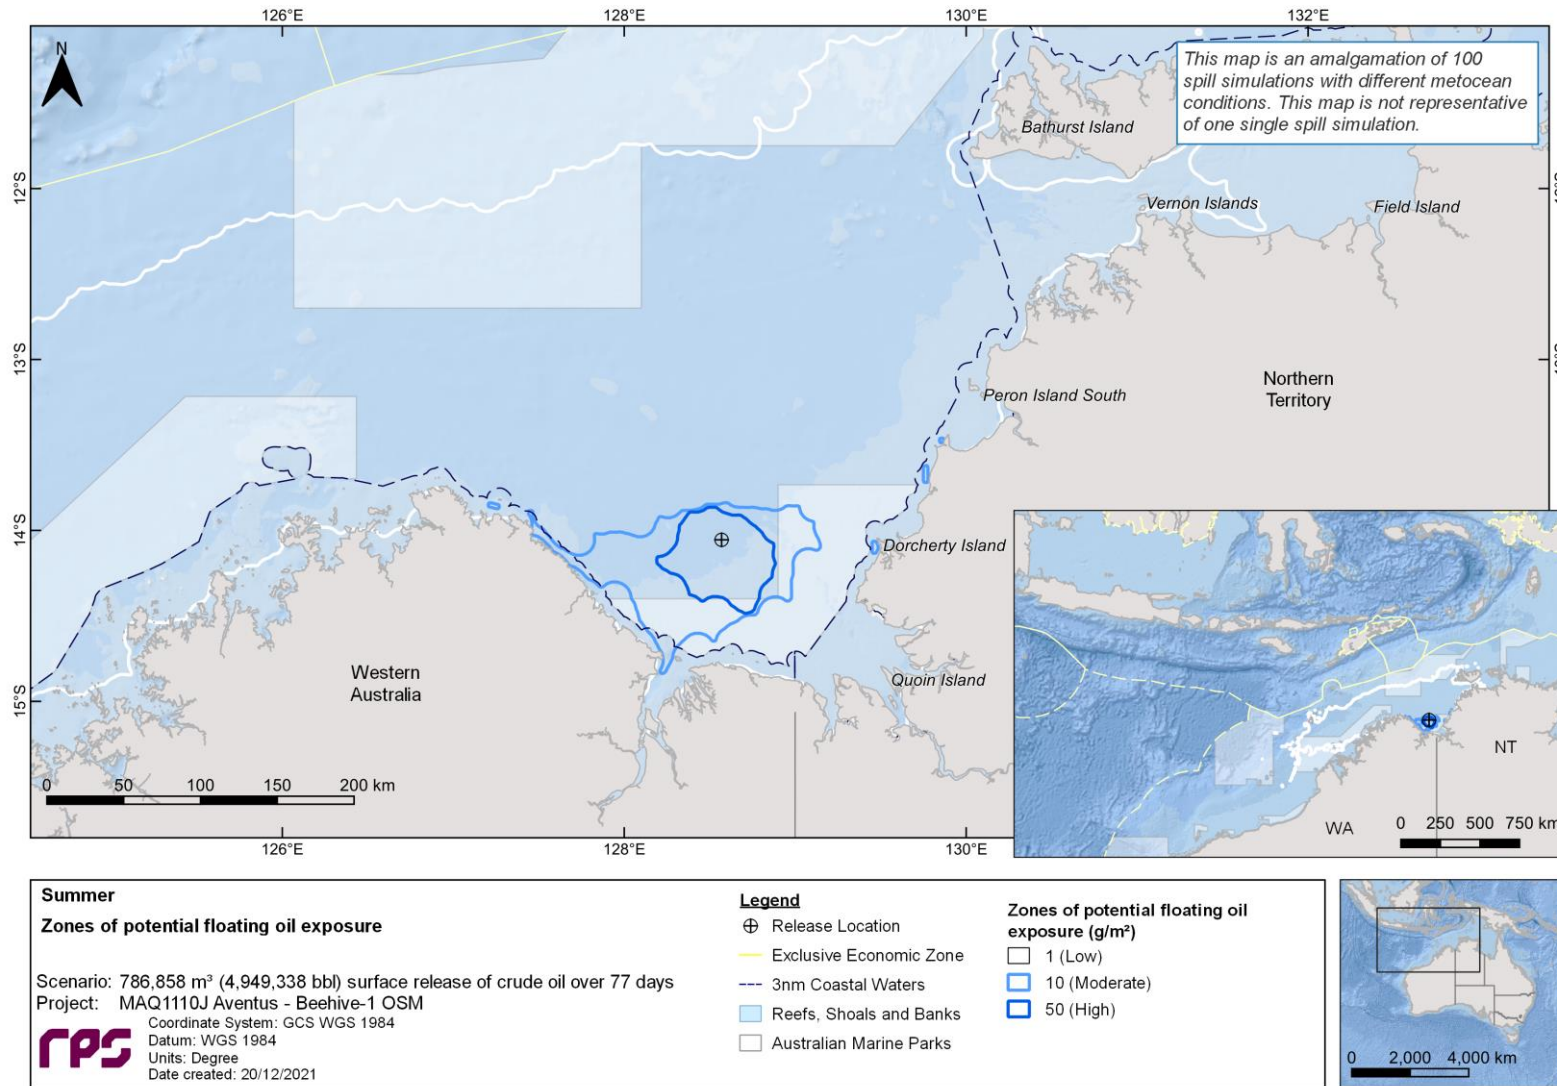 126°E
128°E
130°E
132°E
N
This map is an amalgamation of 100
spill simulations with different metocean
conditions. This map is not representative
of one single spill simulation.
Bathurst Island
12°S
Vernon Islands
Field Island
13°S
Peron Island South
Northern
Territory
14°S
Dorcherty Island
Western
Australia
Quoin Island
15°S
0 50 100 150 200 km
NT
WA
0 250 500 750 km
126°E
128°E
130°E
Summer
Zones of potential floating oil exposure
Scenario: 786,858 m³ (4,949,338 bbl) surface release of crude oil over 77 days
Project: MAQ1110J Aventus - Beehive-1 OSM
rps
Coordinate System: GCS WGS 1984
Datum: WGS 1984
Units: Degree
Date created: 20/12/2021
Legend
Release Location
Exclusive Economic Zone
3nm Coastal Waters
Reefs, Shoals and Banks
Australian Marine Parks
Zones of potential floating oil
exposure (g/m²)
1 (Low)
10 (Moderate)
50 (High)
0 2,000 4,000 km